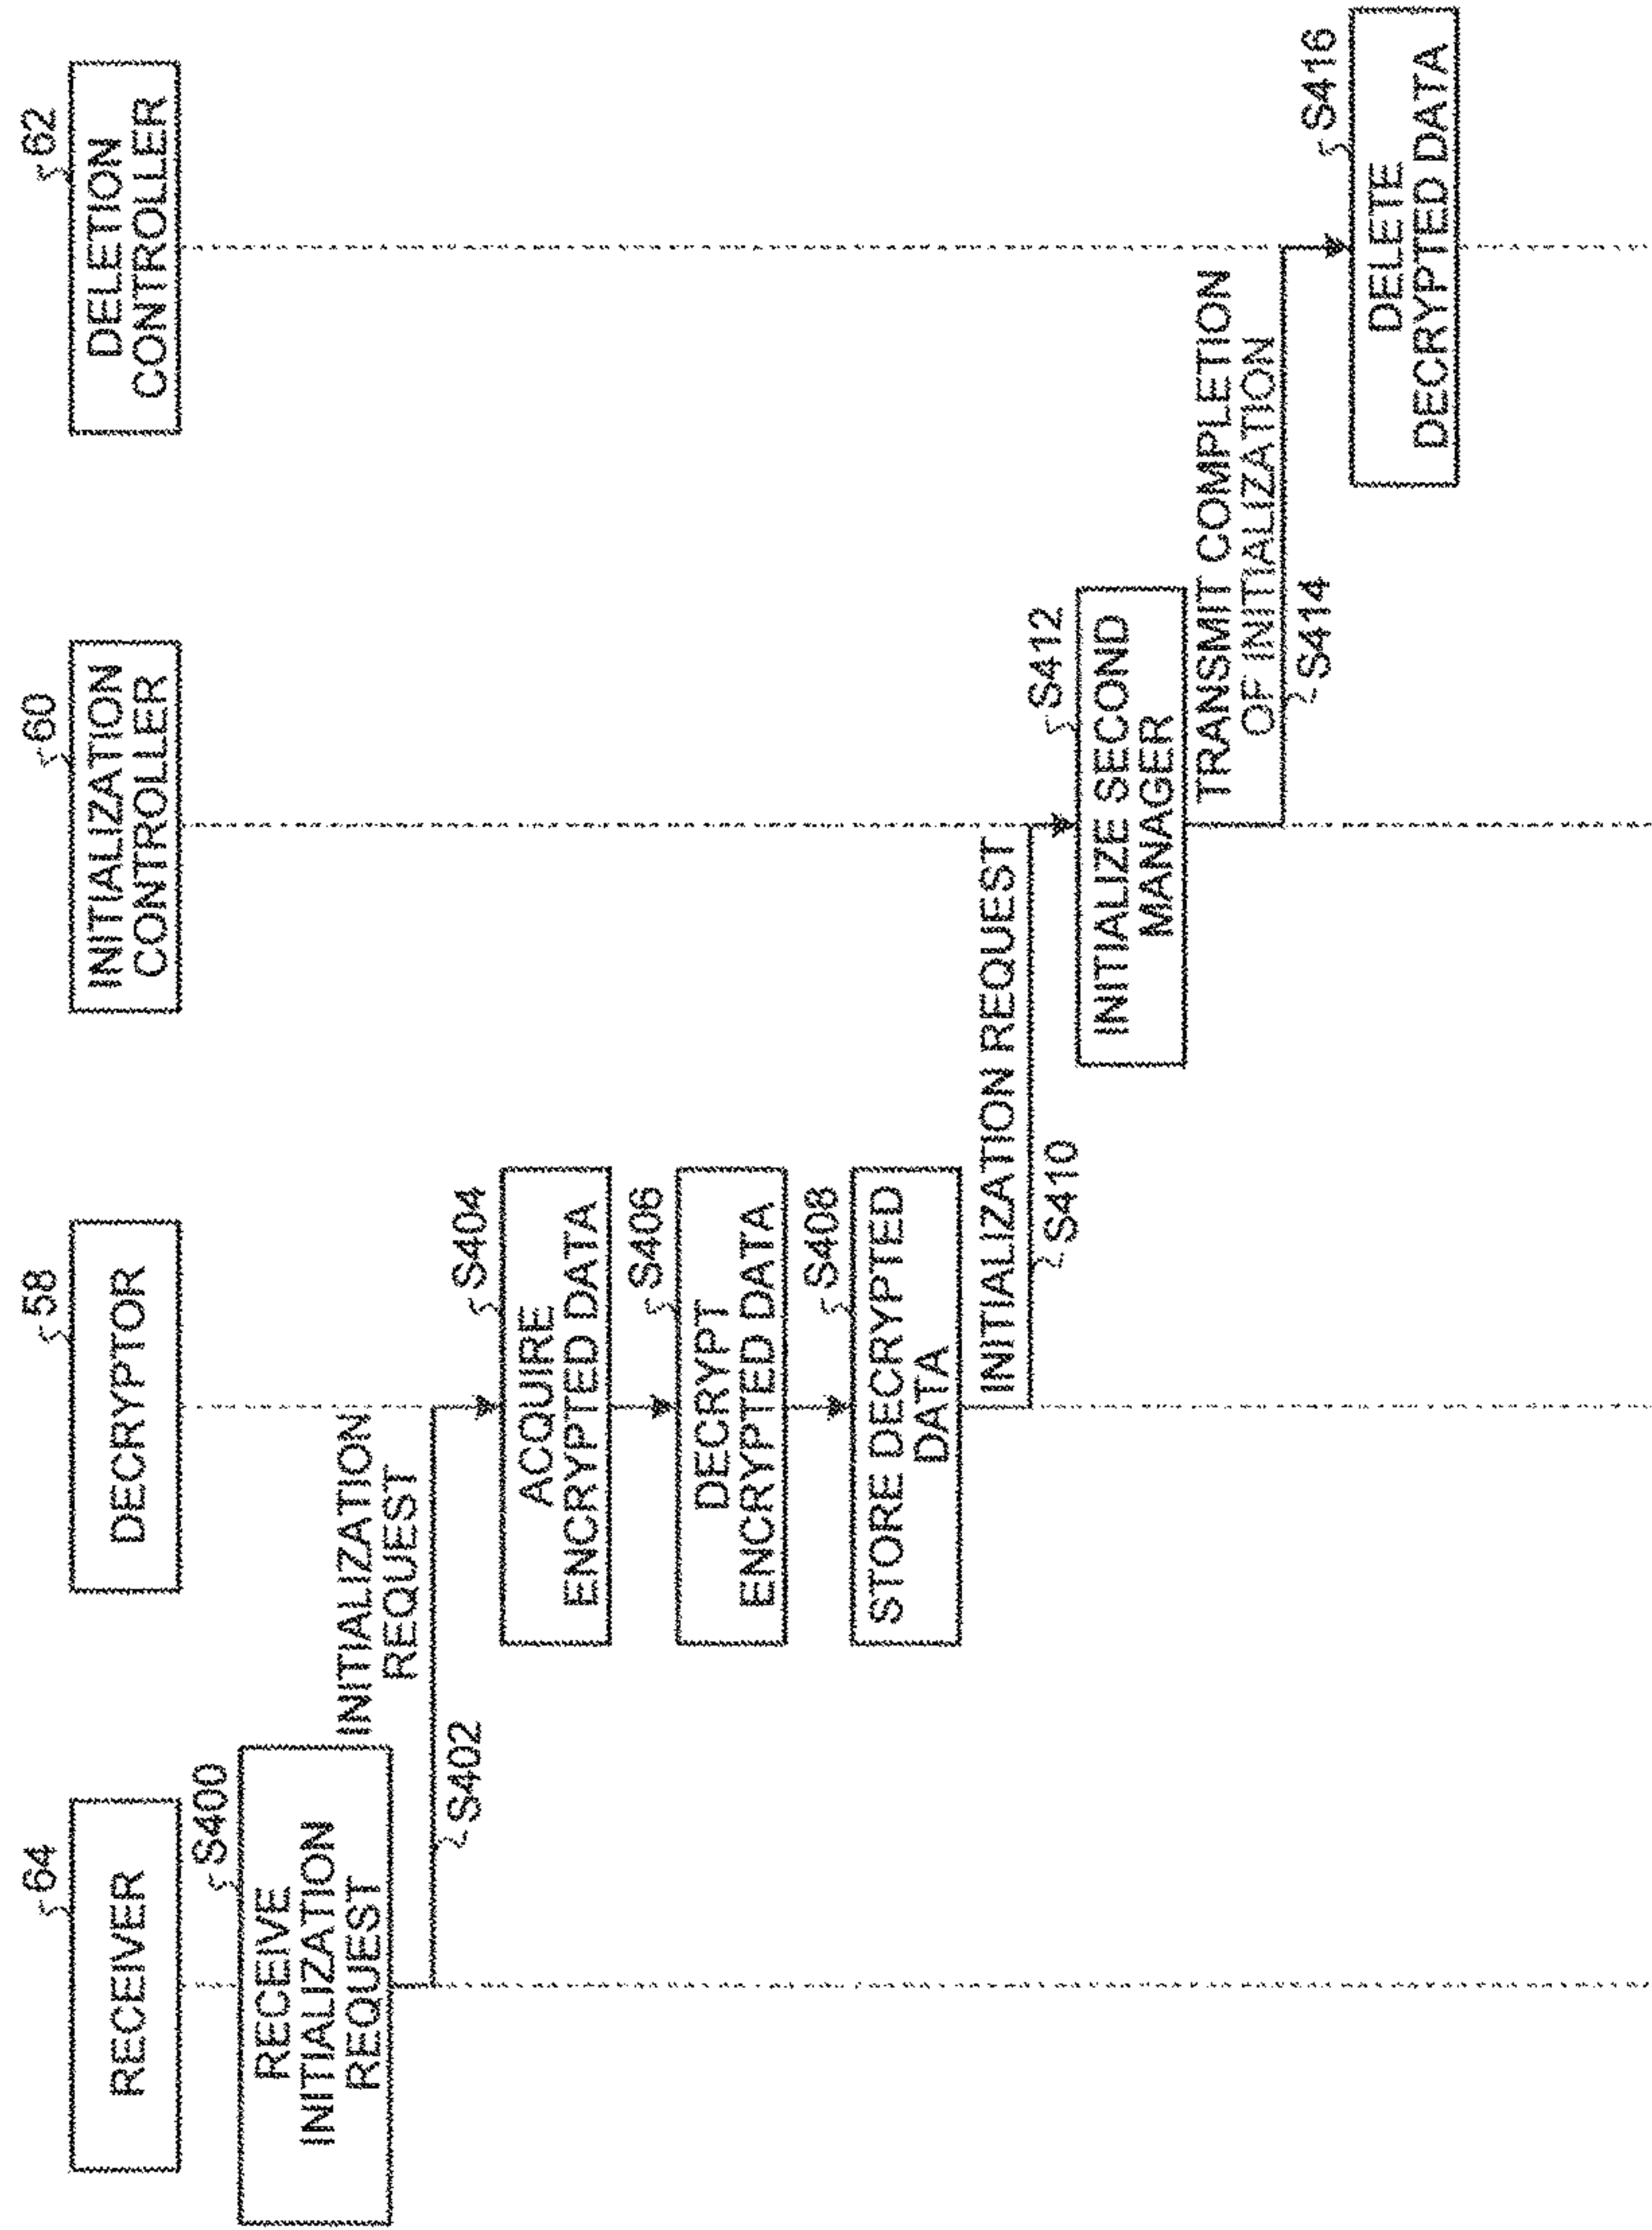 64
RECEIVER
58
DECRYPTOR
60
INITIALIZATION
CONTROLLER
62
DELETION
CONTROLLER
S400
RECEIVE
INITIALIZATION
REQUEST
INITIALIZATION
REQUEST
S402
S404
ACQUIRE
ENCRYPTED DATA
S406
DECRYPT
ENCRYPTED DATA
S408
STORE DECRYPTED
DATA
INITIALIZATION REQUEST
S410
S412
INITIALIZE SECOND
MANAGER
TRANSMIT COMPLETION
OF INITIALIZATION
S414
S416
DELETE
DECRYPTED DATA